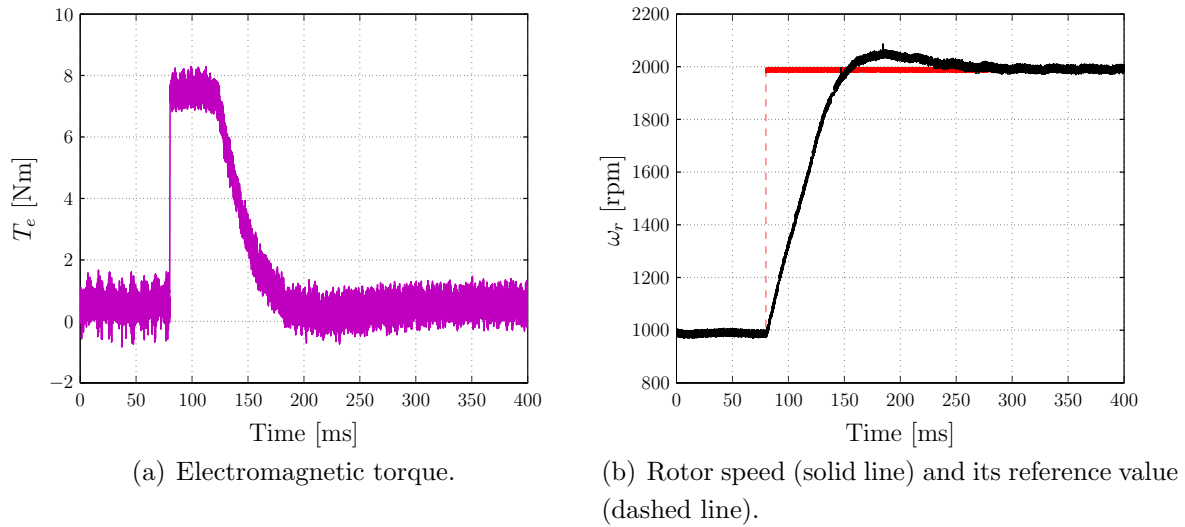 10
8
6
4
2
0
−2
T_e [Nm]
0 50 100 150 200 250 300 350 400
Time [ms]
(a) Electromagnetic torque.
2200
2000
1800
1600
1400
1200
1000
800
ω_r [rpm]
0 50 100 150 200 250 300 350 400
Time [ms]
(b) Rotor speed (solid line) and its reference value
(dashed line).